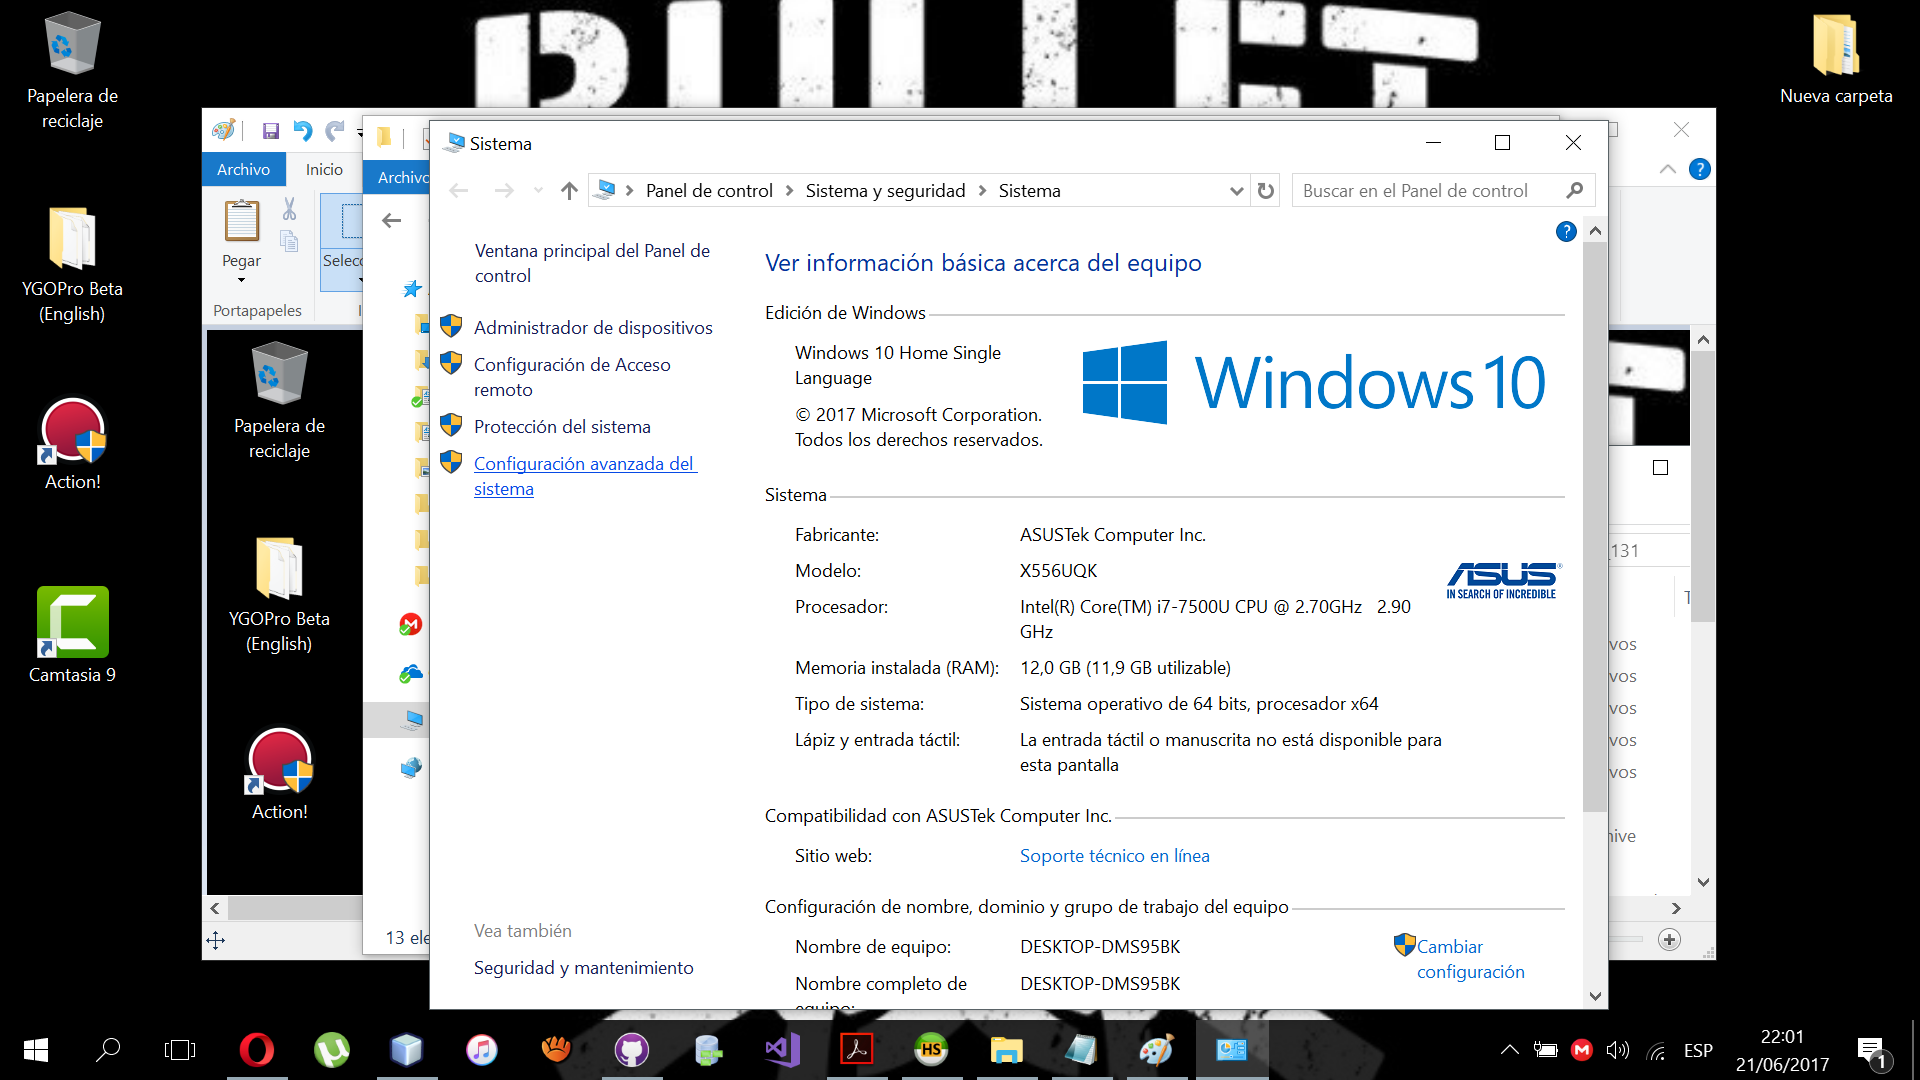 BULLET
Papelera de
reciclaje
YGOPro Beta
(English)
Action!
Camtasia 9
Nueva carpeta
Archivo
Inicio
Pegar
Portapapeles
Papelera de
reciclaje
YGOPro Beta
(English)
Action!
13 ele
Sistema
Panel de control
Sistema y seguridad
Sistema
Buscar en el Panel de control
Ventana principal del Panel de
control
Administrador de dispositivos
Configuración de Acceso
remoto
Protección del sistema
Configuración avanzada del
sistema
Vea también
Seguridad y mantenimiento
Ver información básica acerca del equipo
Edición de Windows
Windows 10 Home Single
Language
© 2017 Microsoft Corporation.
Todos los derechos reservados.
Windows 10
Sistema
Fabricante: ASUSTek Computer Inc.
Modelo: X556UQK
Procesador: Intel(R) Core(TM) i7-7500U CPU @ 2.70GHz 2.90
GHz
Memoria instalada (RAM): 12,0 GB (11,9 GB utilizable)
Tipo de sistema: Sistema operativo de 64 bits, procesador x64
Lápiz y entrada táctil: La entrada táctil o manuscrita no está disponible para
esta pantalla
ASUS
IN SEARCH OF INCREDIBLE
Compatibilidad con ASUSTek Computer Inc.
Sitio web: Soporte técnico en línea
Configuración de nombre, dominio y grupo de trabajo del equipo
Nombre de equipo: DESKTOP-DMS95BK
Cambiar
configuración
Nombre completo de DESKTOP-DMS95BK
equipo:
_131
vos
vos
vos
vos
vos
hive
HS
ESP
22:01
21/06/2017
1